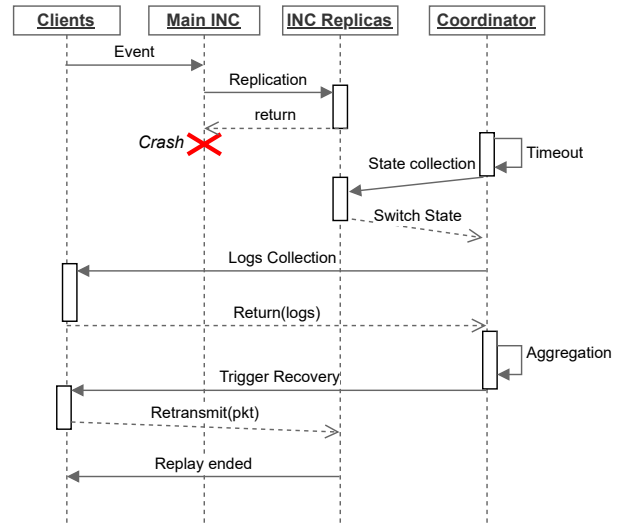 Clients
Main INC
INC Replicas
Coordinator
Event
Replication
return
Crash
Timeout
State collection
Switch State
Logs Collection
Return(logs)
Aggregation
Trigger Recovery
Retransmit(pkt)
Replay ended